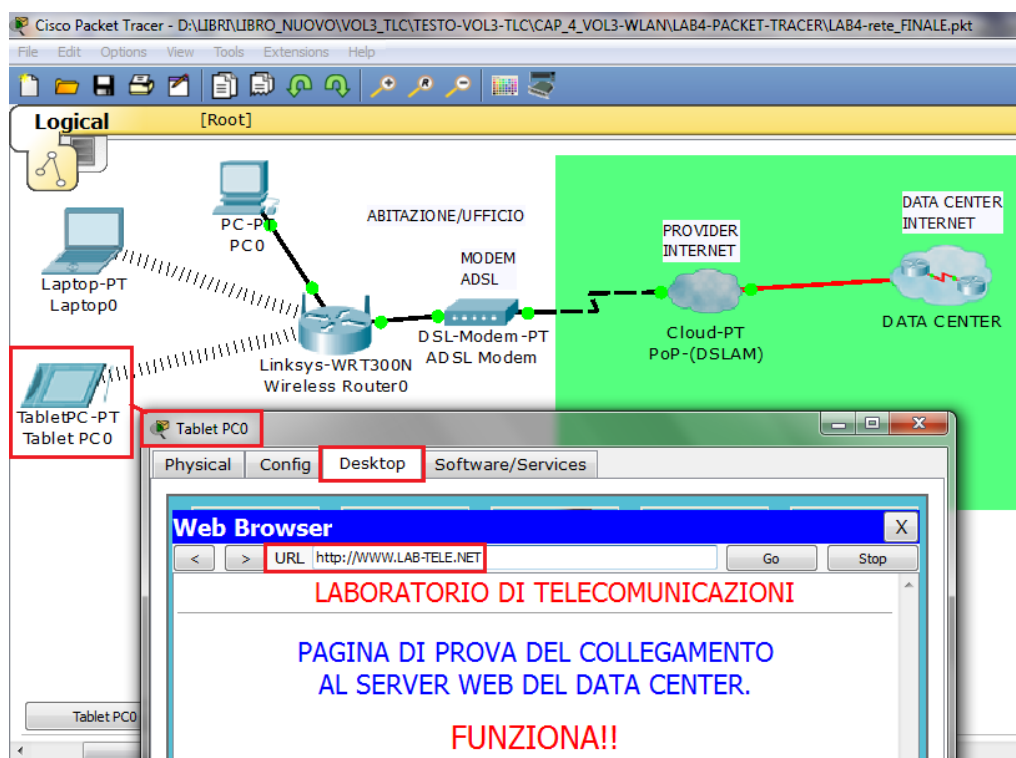 Cisco Packet Tracer - D:\LIBRI\LIBRO_NUOVO\VOL3_TLC\TESTO-VOL3-TLC\CAP_4_VOL3-WLAN\LAB4-PACKET-TRACER\LAB4-rete_FINALE.pkt
File Edit Options View Tools Extensions Help
Logical [Root]
PC-PT
PC0
ABITAZIONE/UFFICIO
DATA CENTER
INTERNET
PROVIDER
INTERNET
MODEM
ADSL
Laptop-PT
Laptop0
DATA CENTER
Cloud-PT
PoP-(DSLAM)
DSL-Modem-PT
ADSL Modem
Linksys-WRT300N
Wireless Router0
TabletPC-PT
Tablet PC0
Tablet PC0
Physical Config Desktop Software/Services
Web Browser X
< > URL http://WWW.LAB-TELE.NET Go Stop
LABORATORIO DI TELECOMUNICAZIONI
PAGINA DI PROVA DEL COLLEGAMENTO
AL SERVER WEB DEL DATA CENTER.
FUNZIONA!!
Tablet PC0